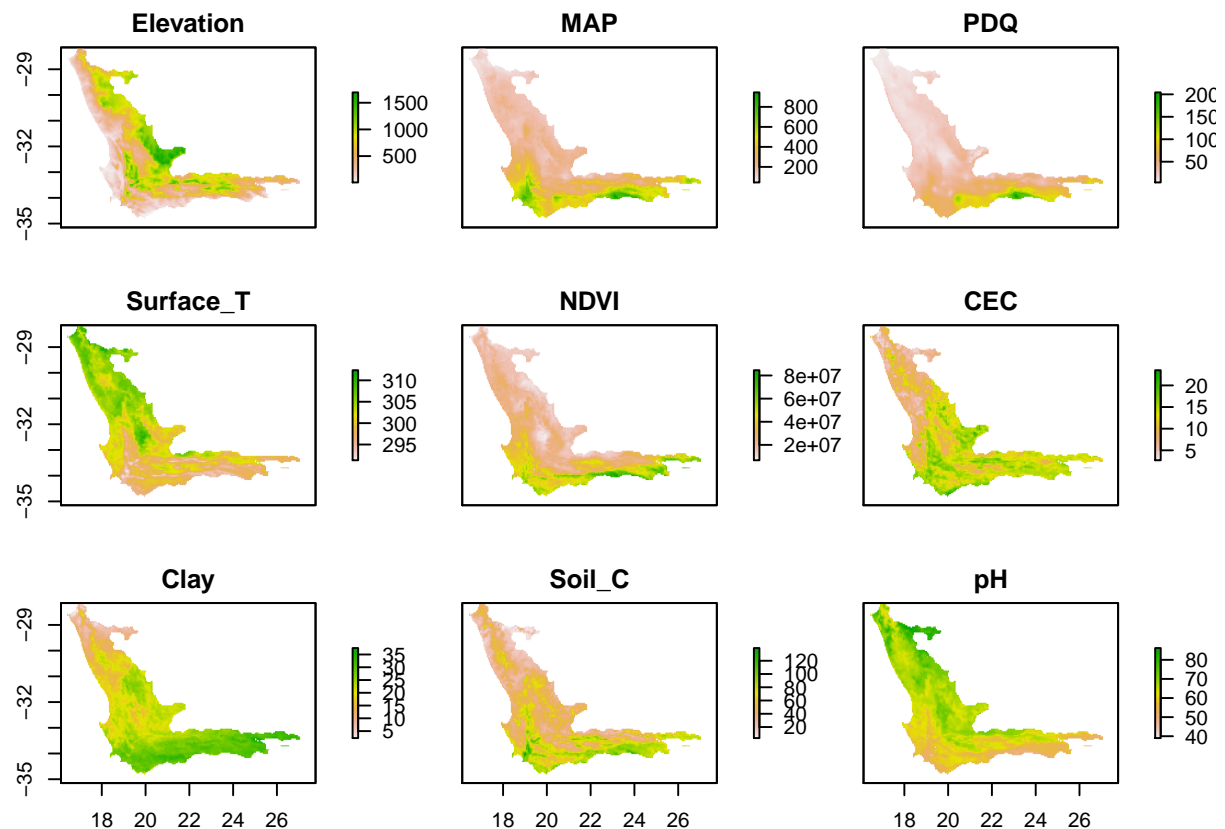 Elevation MAP PDQ
−29 −32 −35
1500 1000 500
800 600 400 200
200 150 100 50
Surface_T NDVI CEC
−29 −32 −35
310 305 300 295
8e+07 6e+07 4e+07 2e+07
20 15 10 5
Clay Soil_C pH
−29 −32 −35
35 30 25 20 15 10 5
120 100 80 60 40 20
80 70 60 50 40
18 20 22 24 26
18 20 22 24 26
18 20 22 24 26